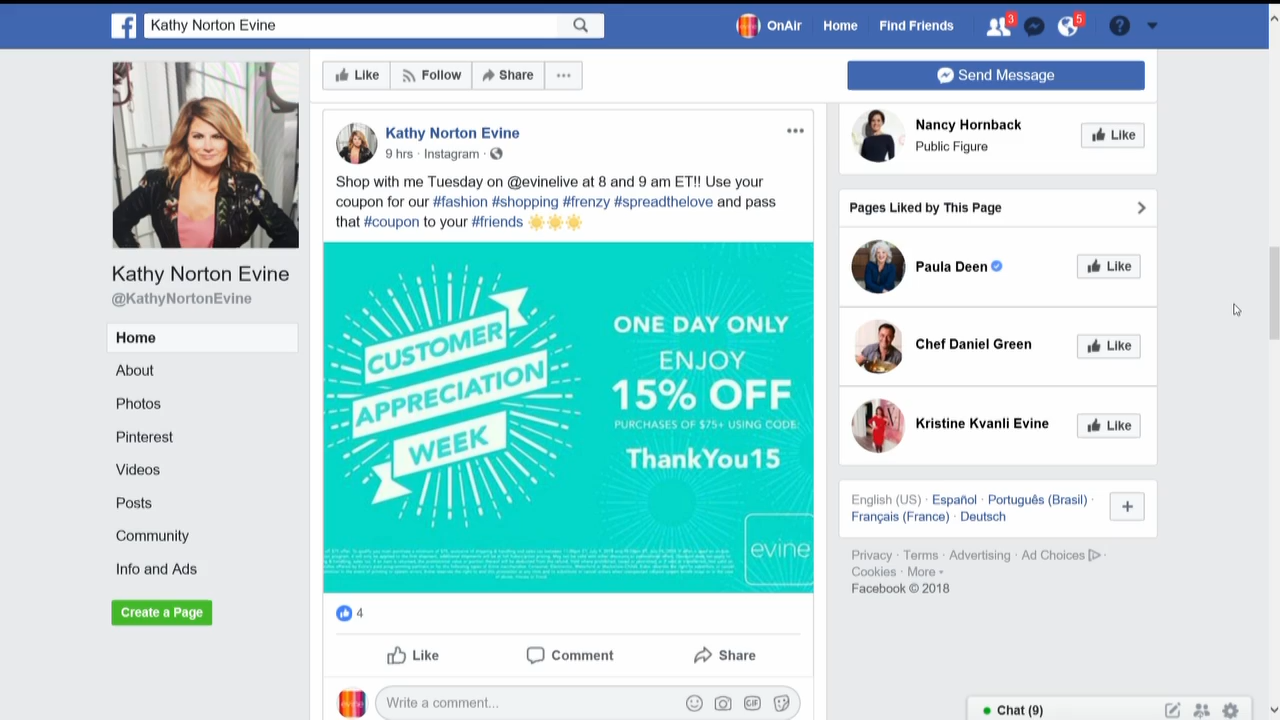 Kathy Norton Evine
OnAir
Home
Find Friends
3
5
?
Like
Follow
Share
Send Message
Kathy Norton Evine
@KathyNortonEvine
Home
About
Photos
Pinterest
Videos
Posts
Community
Info and Ads
Create a Page
Kathy Norton Evine
9 hrs · Instagram ·
Shop with me Tuesday on @evinelive at 8 and 9 am ET!! Use your
coupon for our #fashion #shopping #frenzy #spreadthelove and pass
that #coupon to your #friends ☀️☀️☀️
CUSTOMER
APPRECIATION
WEEK
ONE DAY ONLY
ENJOY
15% OFF
PURCHASES OF $75+ USING CODE:
ThankYou15
evine
4
Like
Comment
Share
evine
Write a comment...
GIF
Nancy Hornback
Public Figure
Like
Pages Liked by This Page
Paula Deen
Like
Chef Daniel Green
Like
Kristine Kvanli Evine
Like
English (US) · Español · Português (Brasil) ·
Français (France) · Deutsch
+
Privacy · Terms · Advertising · Ad Choices ·
Cookies · More
Facebook © 2018
Chat (9)